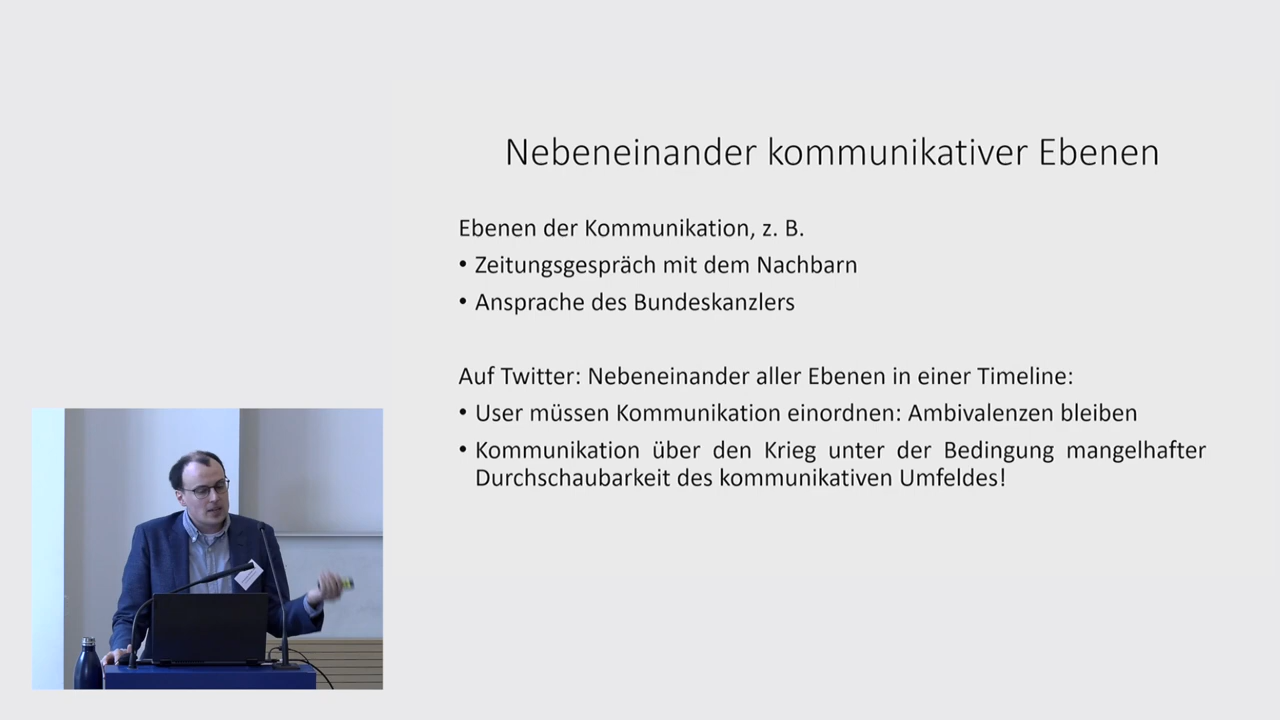 Nebeneinander kommunikativer Ebenen
Ebenen der Kommunikation, z. B.
• Zeitungsgespräch mit dem Nachbarn
• Ansprache des Bundeskanzlers
Auf Twitter: Nebeneinander aller Ebenen in einer Timeline:
• User müssen Kommunikation einordnen: Ambivalenzen bleiben
• Kommunikation über den Krieg unter der Bedingung mangelhafter
Durchschaubarkeit des kommunikativen Umfeldes!